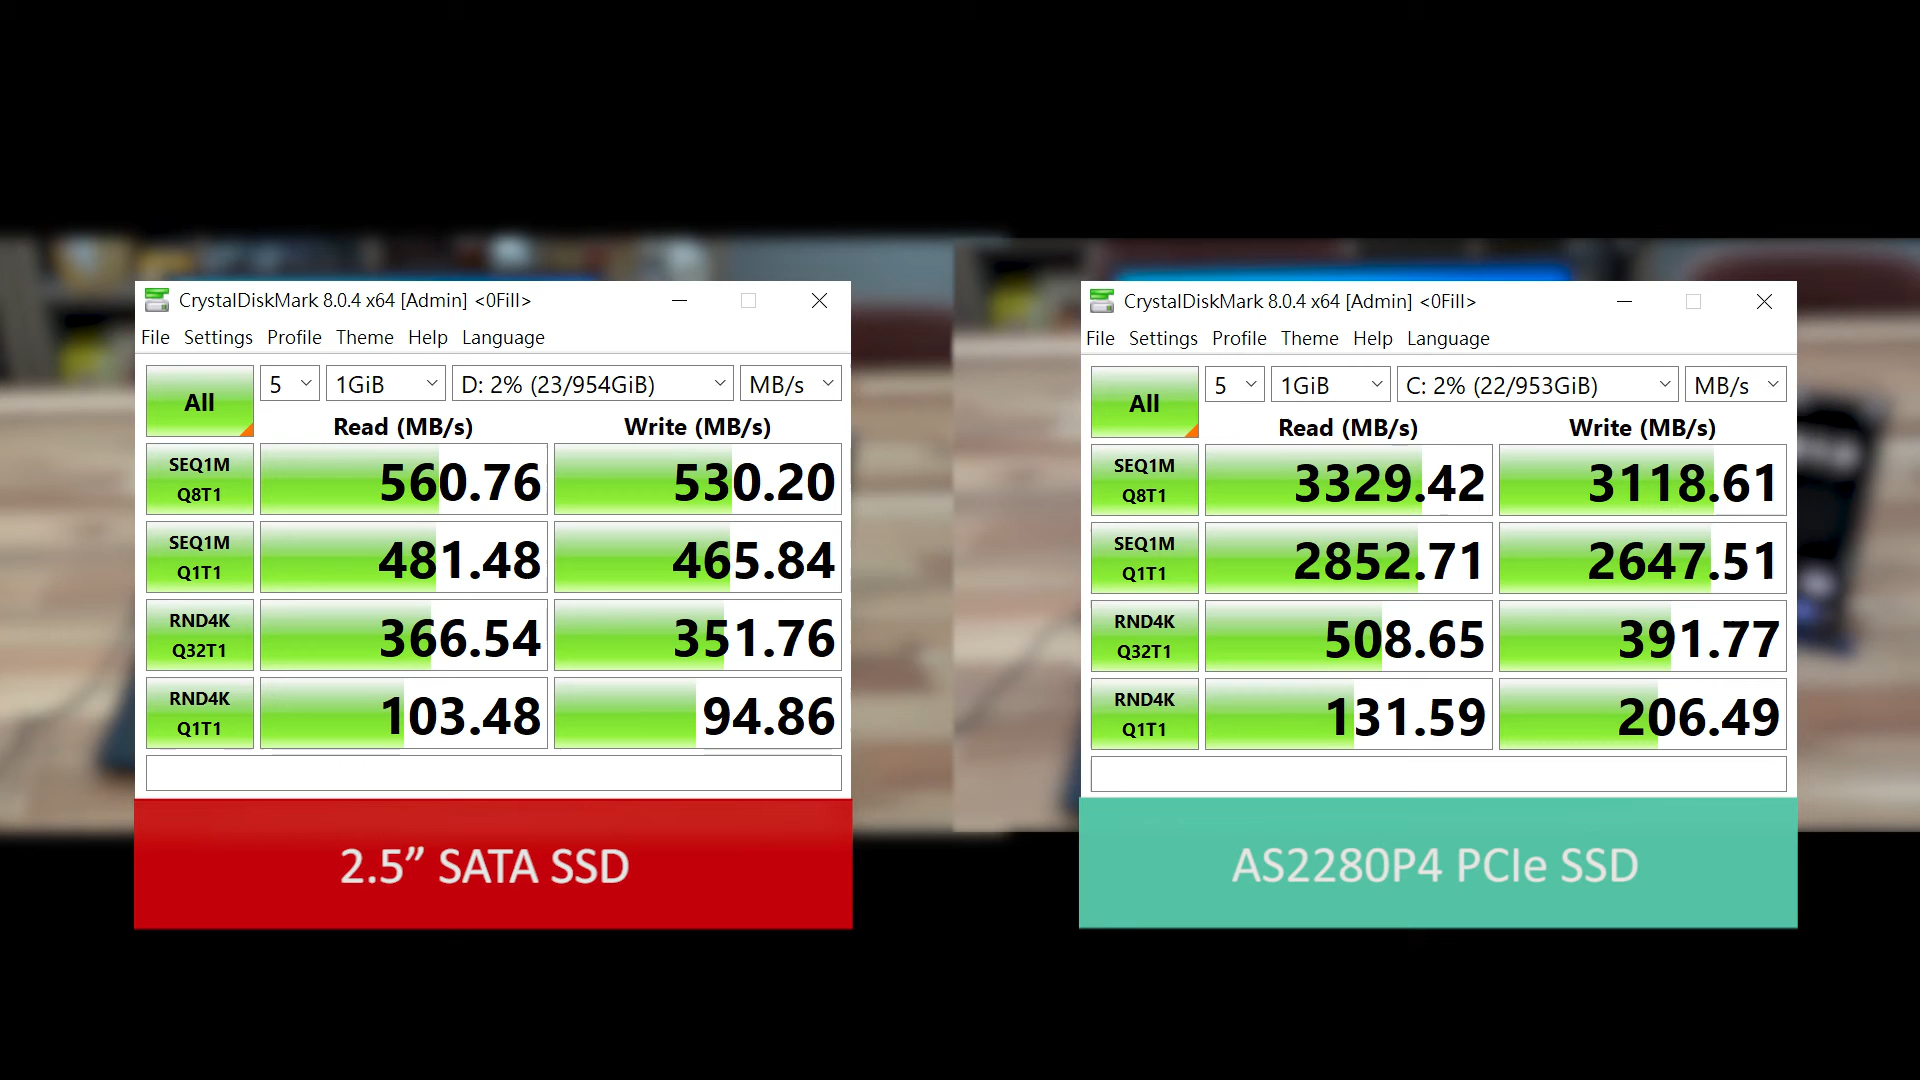 CrystalDiskMark 8.0.4 x64 [Admin] <0Fill>
File Settings Profile Theme Help Language
All 5 1GiB D: 2% (23/954GiB) MB/s
Read (MB/s) Write (MB/s)
SEQ1M
Q8T1 560.76 530.20
SEQ1M
Q1T1 481.48 465.84
RND4K
Q32T1 366.54 351.76
RND4K
Q1T1 103.48 94.86
2.5” SATA SSD
CrystalDiskMark 8.0.4 x64 [Admin] <0Fill>
File Settings Profile Theme Help Language
All 5 1GiB C: 2% (22/953GiB) MB/s
Read (MB/s) Write (MB/s)
SEQ1M
Q8T1 3329.42 3118.61
SEQ1M
Q1T1 2852.71 2647.51
RND4K
Q32T1 508.65 391.77
RND4K
Q1T1 131.59 206.49
AS2280P4 PCIe SSD